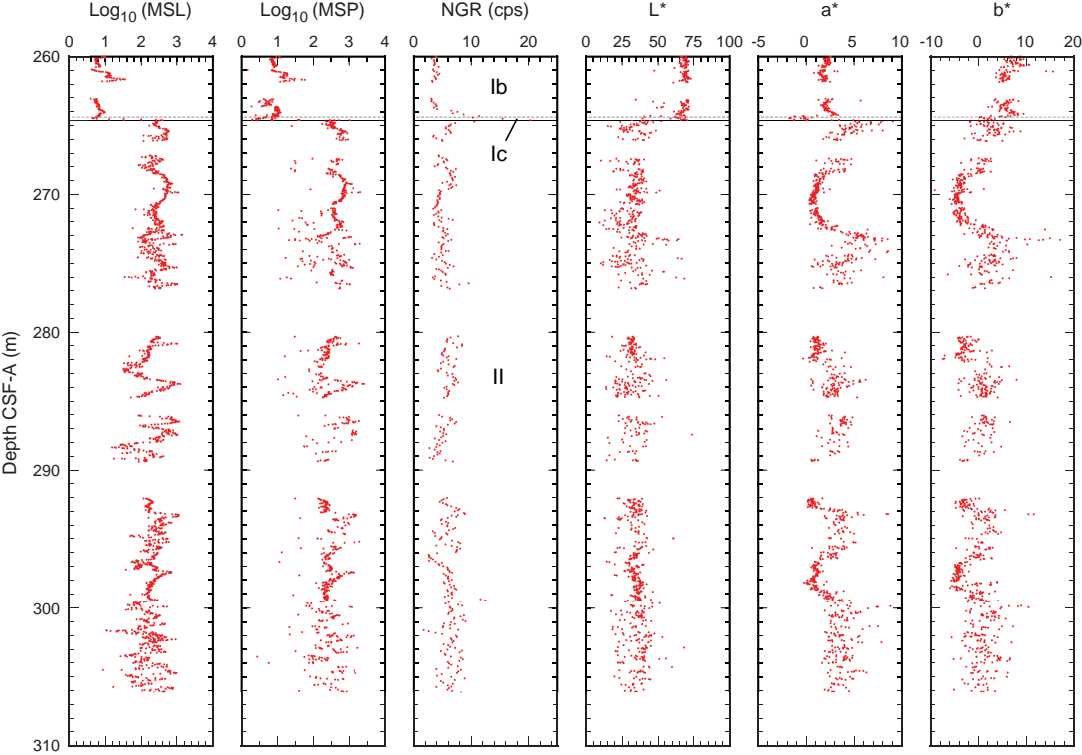 Log10 (MSL) Log10 (MSP) NGR (cps) L* a* b*
0 1 2 3 4 0 1 2 3 4 0 10 20 0 25 50 75 100 -5 0 5 10 -10 0 10 20
260
Ib
Ic
270
280
Depth CSF-A (m)
II
290
300
310